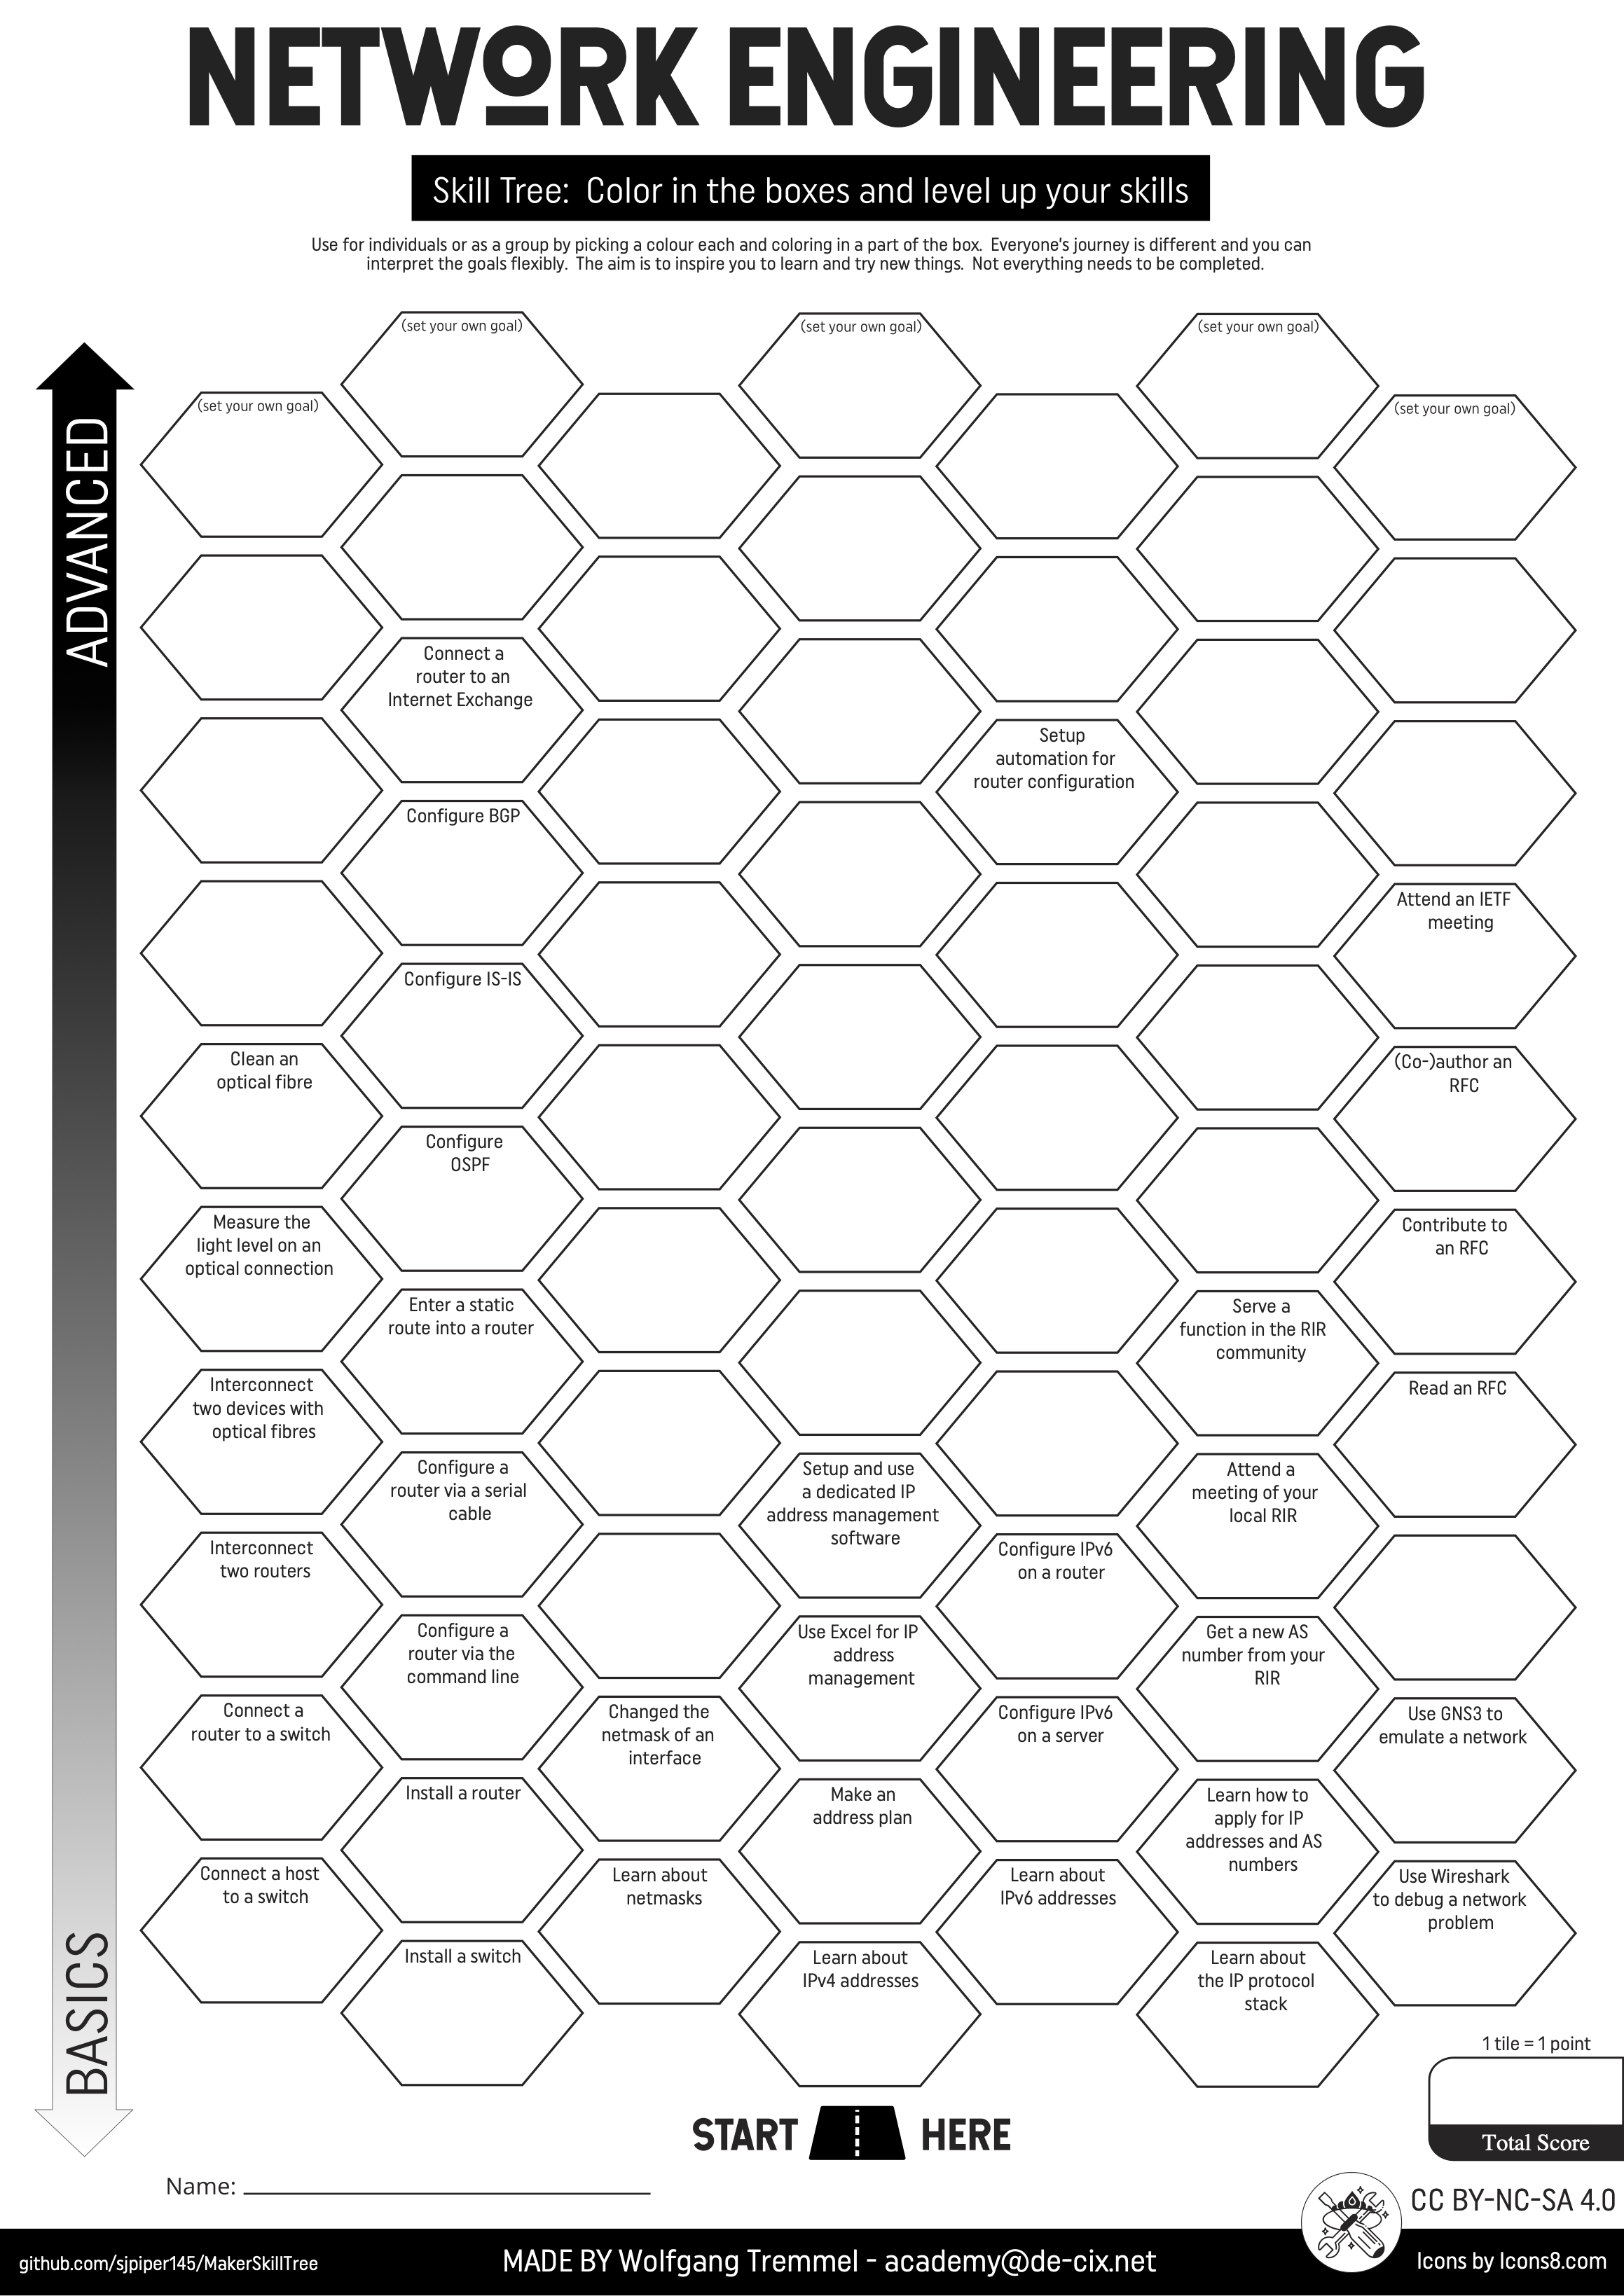 NETWORK ENGINEERING
Skill Tree:  Color in the boxes and level up your skills
Use for individuals or as a group by picking a colour each and coloring in a part of the box.  Everyone's journey is different and you can
interpret the goals flexibly.  The aim is to inspire you to learn and try new things.  Not everything needs to be completed.
ADVANCED
BASICS
(set your own goal)
(set your own goal)
(set your own goal)
(set your own goal)
(set your own goal)
Connect a
router to an
Internet Exchange
Setup
automation for
router configuration
Configure BGP
Attend an IETF
meeting
Configure IS-IS
Clean an
optical fibre
(Co-)author an
RFC
Configure
OSPF
Measure the
light level on an
optical connection
Contribute to
an RFC
Enter a static
route into a router
Serve a
function in the RIR
community
Interconnect
two devices with
optical fibres
Read an RFC
Configure a
router via a serial
cable
Setup and use
a dedicated IP
address management
software
Attend a
meeting of your
local RIR
Interconnect
two routers
Configure IPv6
on a router
Configure a
router via the
command line
Use Excel for IP
address
management
Get a new AS
number from your
RIR
Connect a
router to a switch
Changed the
netmask of an
interface
Configure IPv6
on a server
Use GNS3 to
emulate a network
Install a router
Make an
address plan
Learn how to
apply for IP
addresses and AS
numbers
Connect a host
to a switch
Learn about
netmasks
Learn about
IPv6 addresses
Use Wireshark
to debug a network
problem
Install a switch
Learn about
IPv4 addresses
Learn about
the IP protocol
stack
1 tile = 1 point
Total Score
START HERE
Name:
CC BY-NC-SA 4.0
github.com/sjpiper145/MakerSkillTree
MADE BY Wolfgang Tremmel - academy@de-cix.net
Icons by Icons8.com